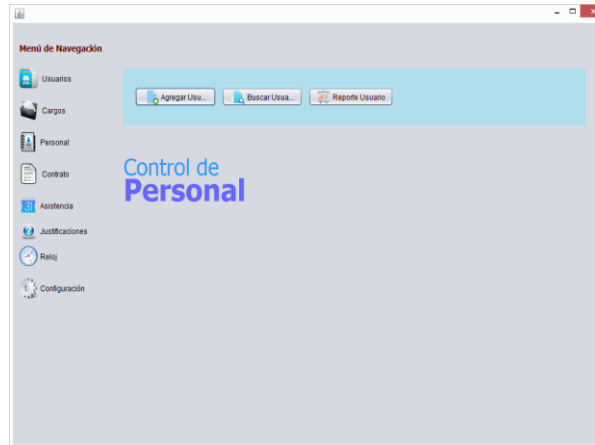 Menú de Navegación
Usuarios
Agregar Usu...
Buscar Usua...
Reporte Usuario
Cargos
Personal
Contrato
Asistencia
Justificaciones
Reloj
Configuración
Control de
Personal